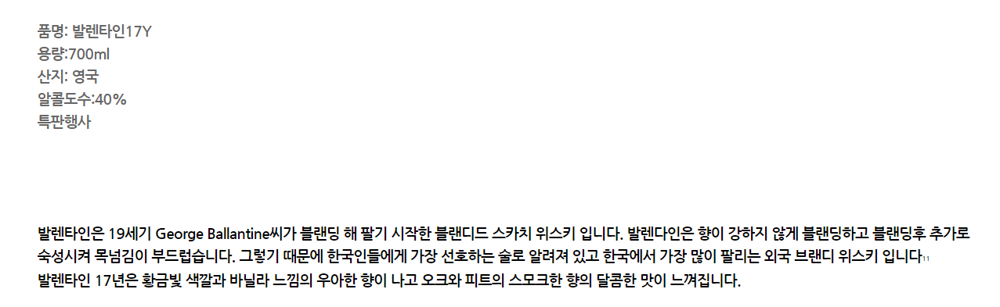 품명: 발렌타인17Y
용량:700ml
산지: 영국
알콜도수:40%
특판행사
발렌타인은 19세기 George Ballantine씨가 블랜딩 해 팔기 시작한 블랜디드 스카치 위스키 입니다. 발렌다인은 향이 강하지 않게 블랜딩하고 블랜딩후 추가로
숙성시켜 목넘김이 부드럽습니다. 그렇기 때문에 한국인들에게 가장 선호하는 술로 알려져 있고 한국에서 가장 많이 팔리는 외국 브랜디 위스키 입니다11
발렌타인 17년은 황금빛 색깔과 바닐라 느낌의 우아한 향이 나고 오크와 피트의 스모크한 향의 달콤한 맛이 느껴집니다.